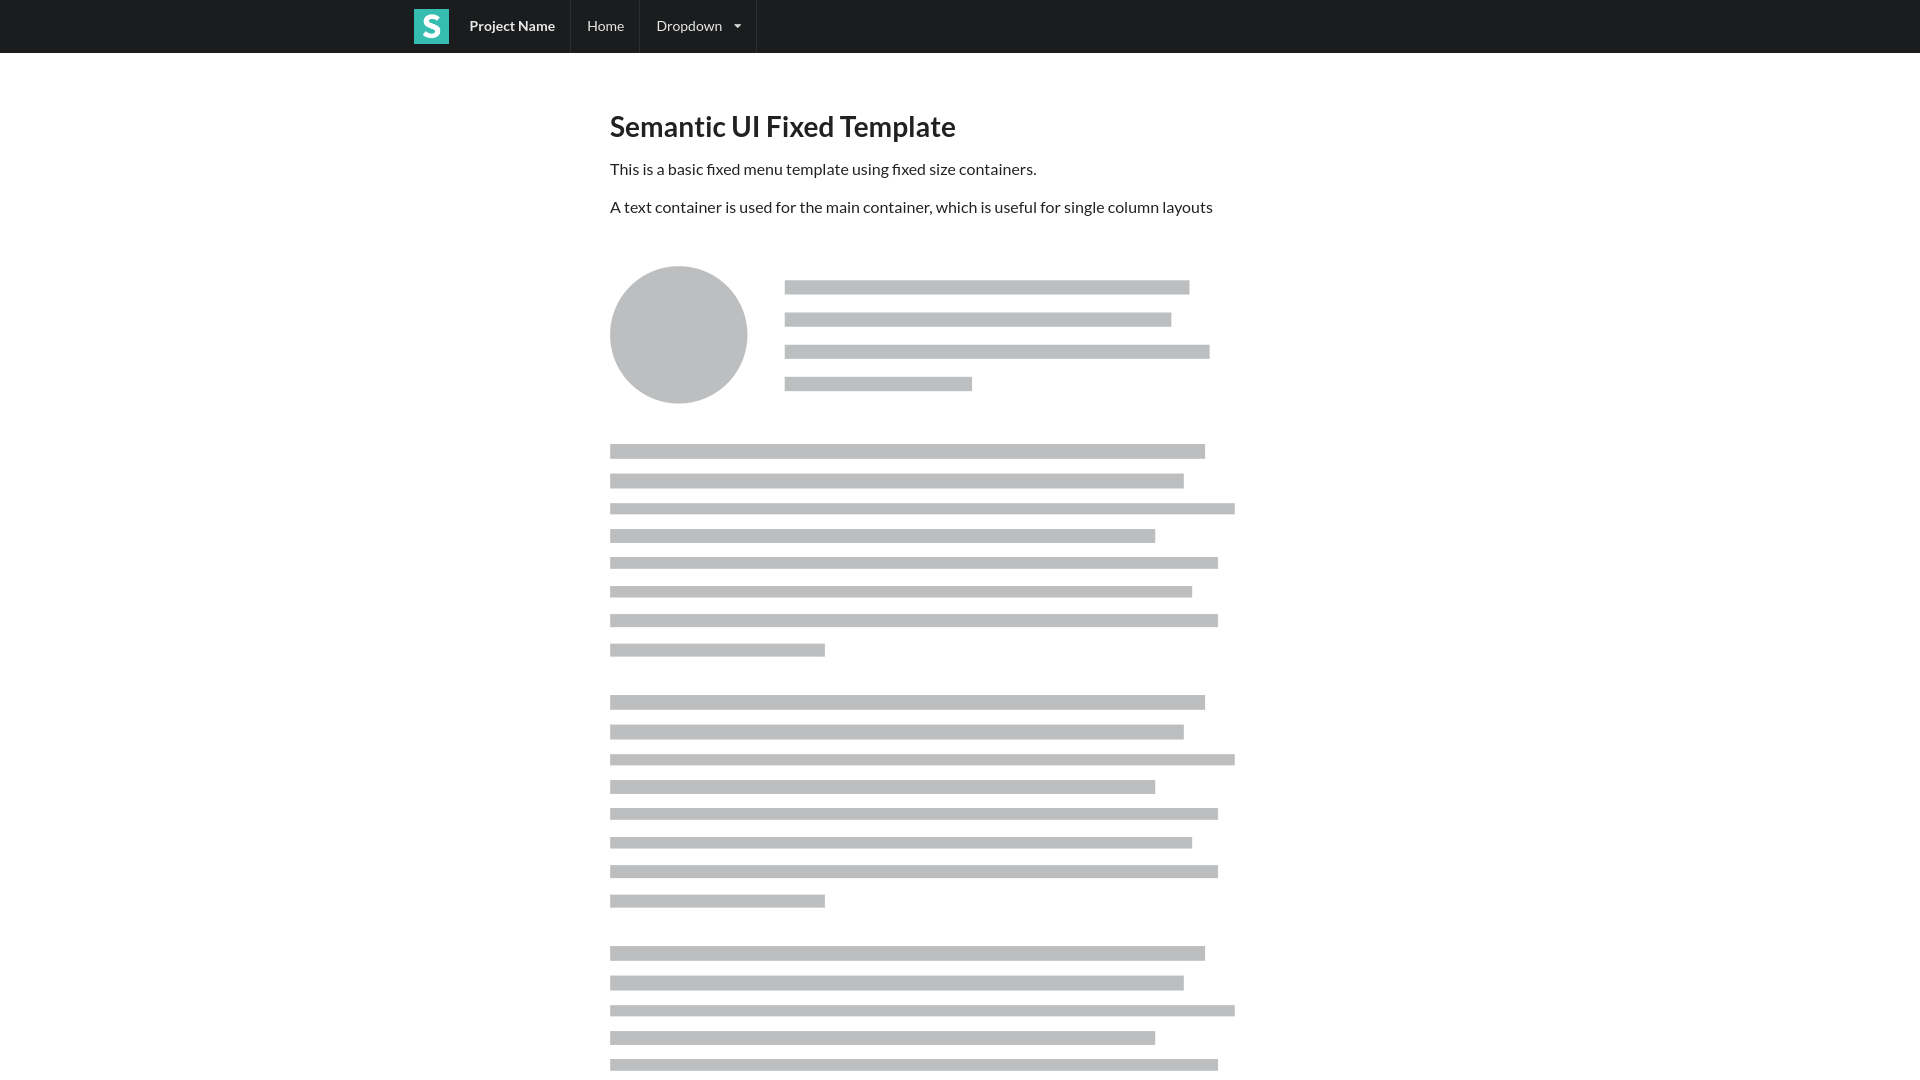 S Project Name Home Dropdown
Semantic UI Fixed Template
This is a basic fixed menu template using fixed size containers.
A text container is used for the main container, which is useful for single column layouts